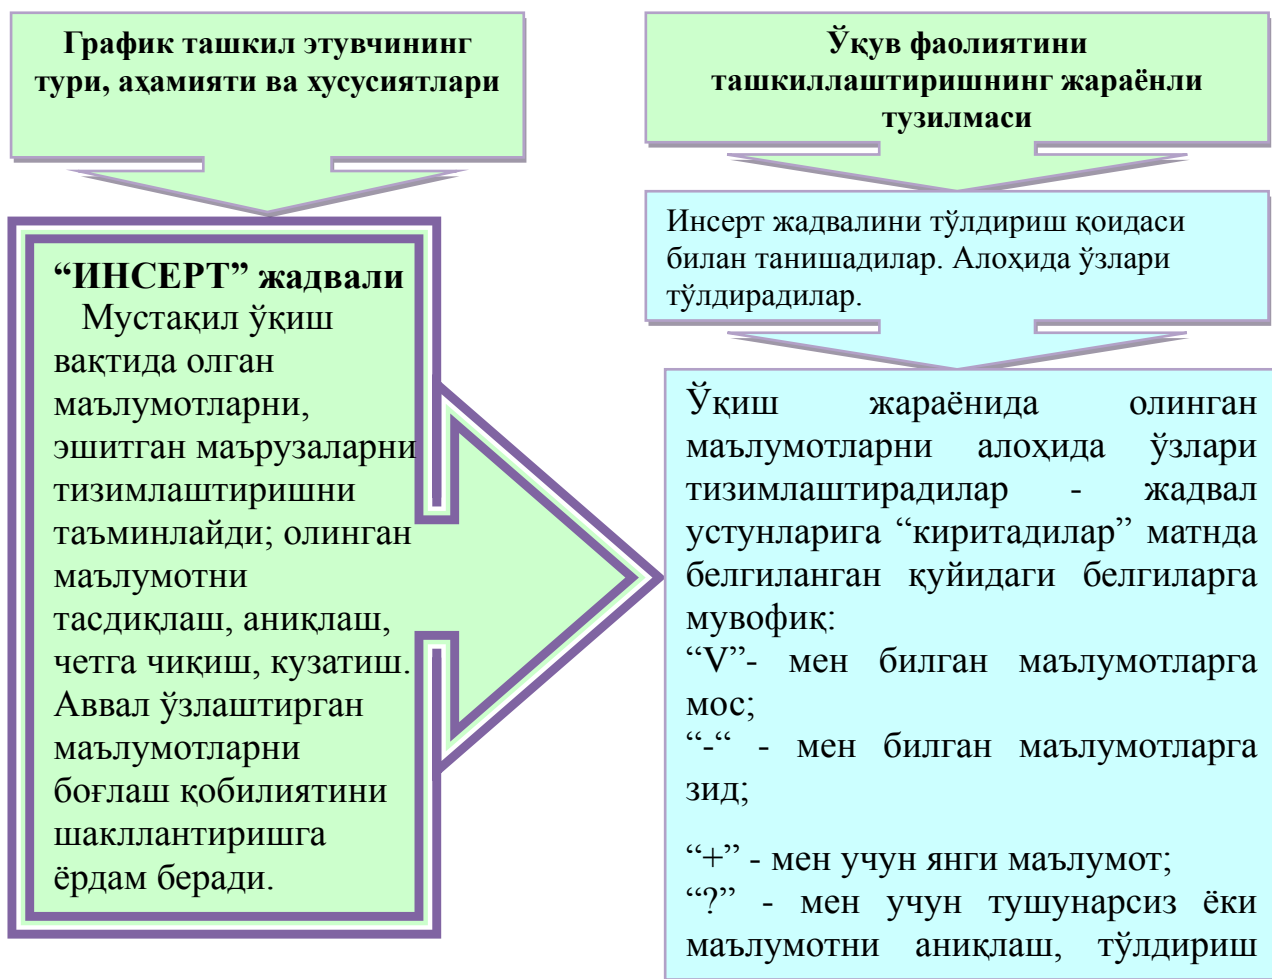 График ташкил этувчининг
тури, аҳамияти ва хусусиятлари
“ИНСЕРТ” жадвали
Мустақил ўқиш
вақтида олган
маълумотларни,
эшитган маърузаларни
тизимлаштиришни
таъминлайди; олинган
маълумотни
тасдиқлаш, аниқлаш,
четга чиқиш, кузатиш.
Аввал ўзлаштирган
маълумотларни
боғлаш қобилиятини
шакллантиришга
ёрдам беради.
Ўқув фаолиятини
ташкиллаштиришнинг жараёнли
тузилмаси
Инсерт жадвалини тўлдириш қоидаси
билан танишадилар. Алоҳида ўзлари
тўлдирадилар.
Ўқиш жараёнида олинган
маълумотларни алоҳида ўзлари
тизимлаштирадилар - жадвал
устунларига “киритадилар” матнда
белгиланган қуйидаги белгиларга
мувофиқ:
“V”- мен билган маълумотларга
мос;
“-“ - мен билган маълумотларга
зид;
“+” - мен учун янги маълумот;
“?” - мен учун тушунарсиз ёки
маълумотни аниқлаш, тўлдириш